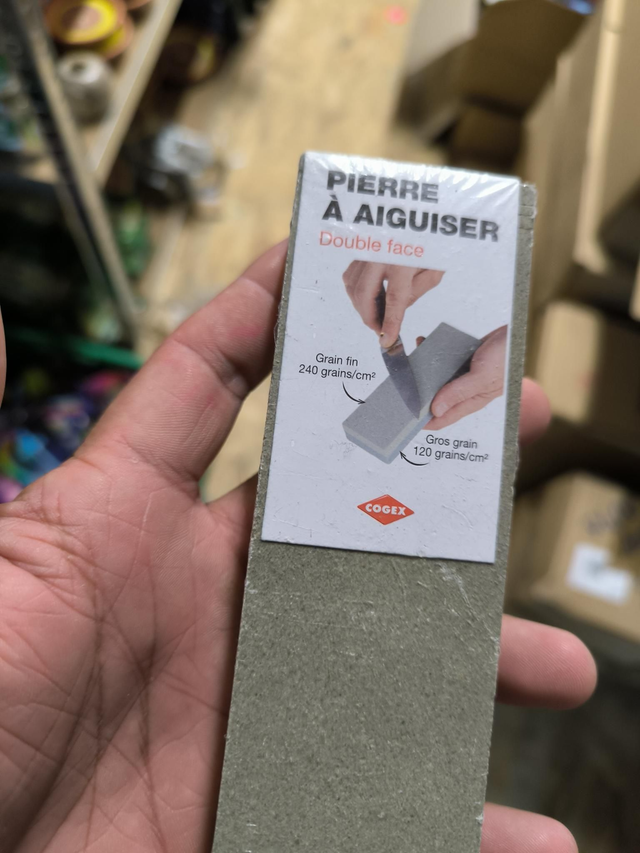 PIERRE
À AIGUISER
Double face
Grain fin
240 grains/cm²
Gros grain
120 grains/cm²
COGEX